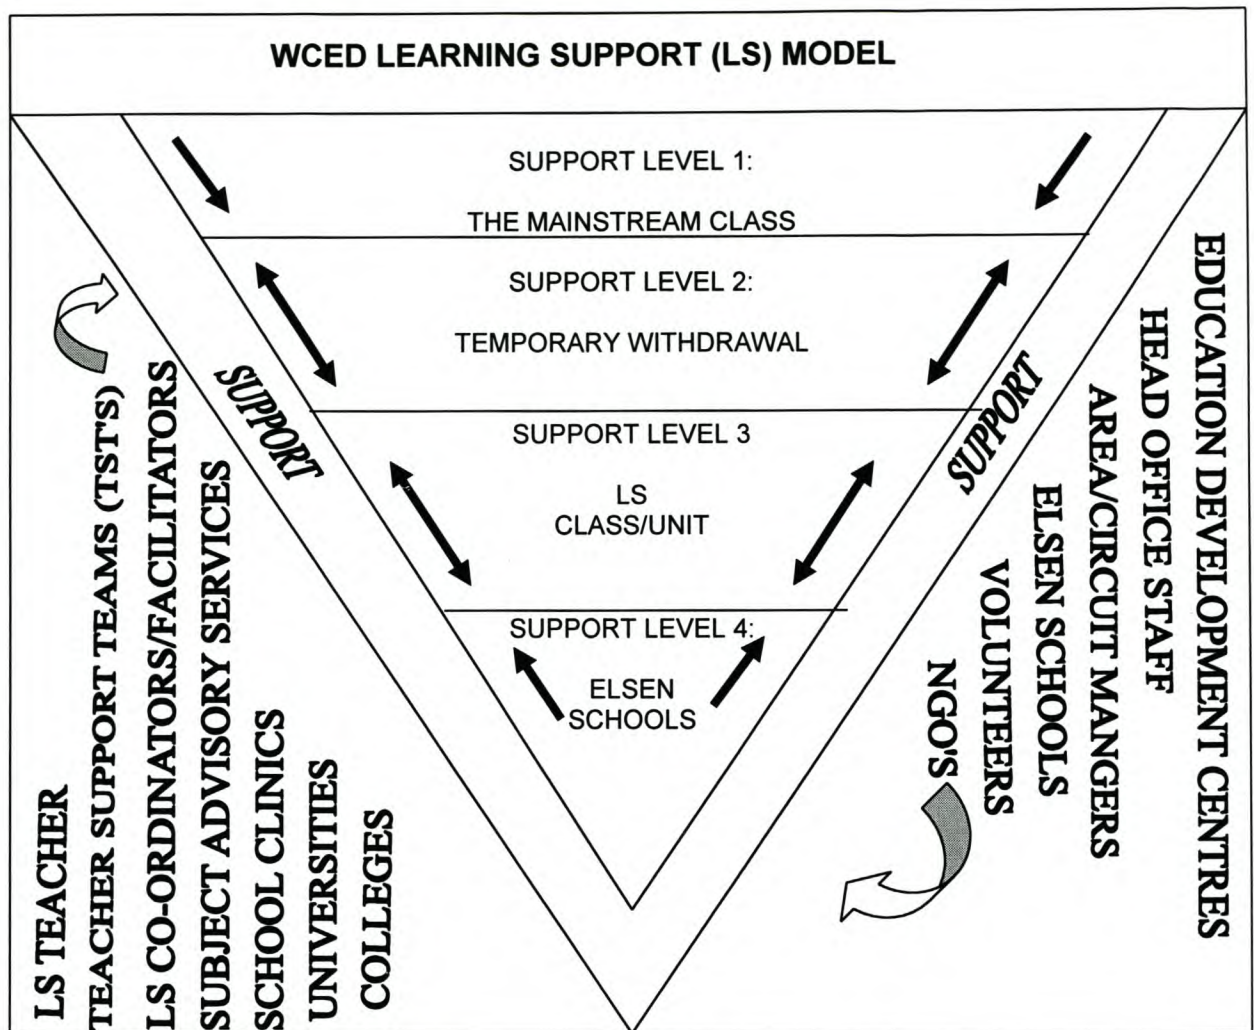 WCED LEARNING SUPPORT (LS) MODEL
SUPPORT LEVEL 1:
THE MAINSTREAM CLASS
SUPPORT LEVEL 2:
TEMPORARY WITHDRAWAL
SUPPORT LEVEL 3
LS
CLASS/UNIT
SUPPORT LEVEL 4:
ELSEN
SCHOOLS
SUPPORT
SUPPORT
LS TEACHER
TEACHER SUPPORT TEAMS (TST'S)
LS CO-ORDINATORS/FACILITATORS
SUBJECT ADVISORY SERVICES
SCHOOL CLINICS
UNIVERSITIES
COLLEGES
EDUCATION DEVELOPMENT CENTRES
HEAD OFFICE STAFF
AREA/CIRCUIT MANGERS
ELSEN SCHOOLS
VOLUNTEERS
NGO'S